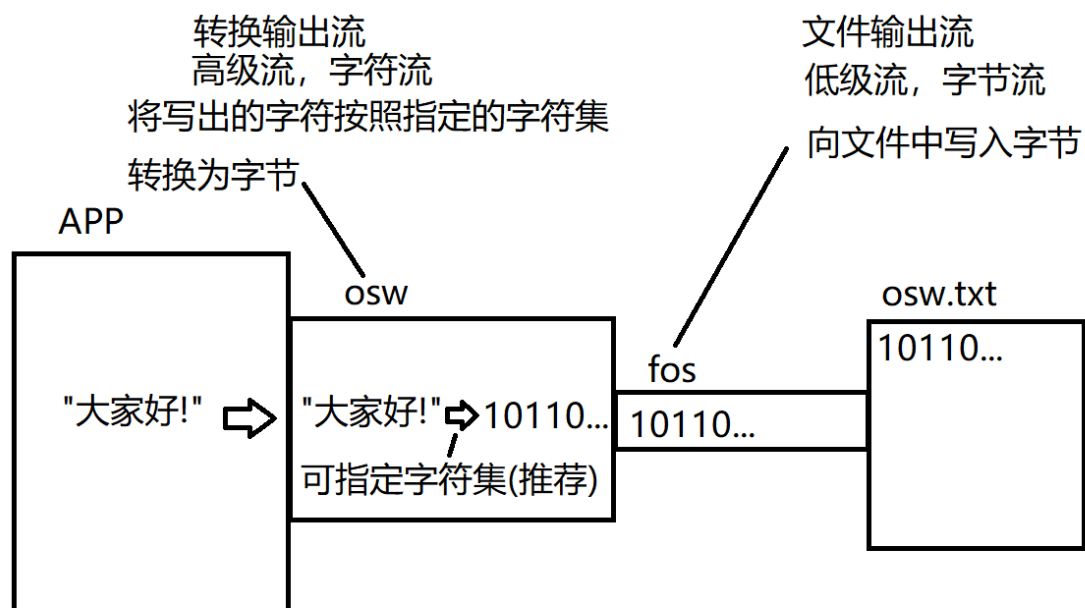 转换输出流
高级流，字符流
将写出的字符按照指定的字符集
转换为字节
文件输出流
低级流，字节流
向文件中写入字节
APP
osw
osw.txt
fos
"大家好!"
"大家好!"
10110...
10110...
10110...
可指定字符集(推荐)